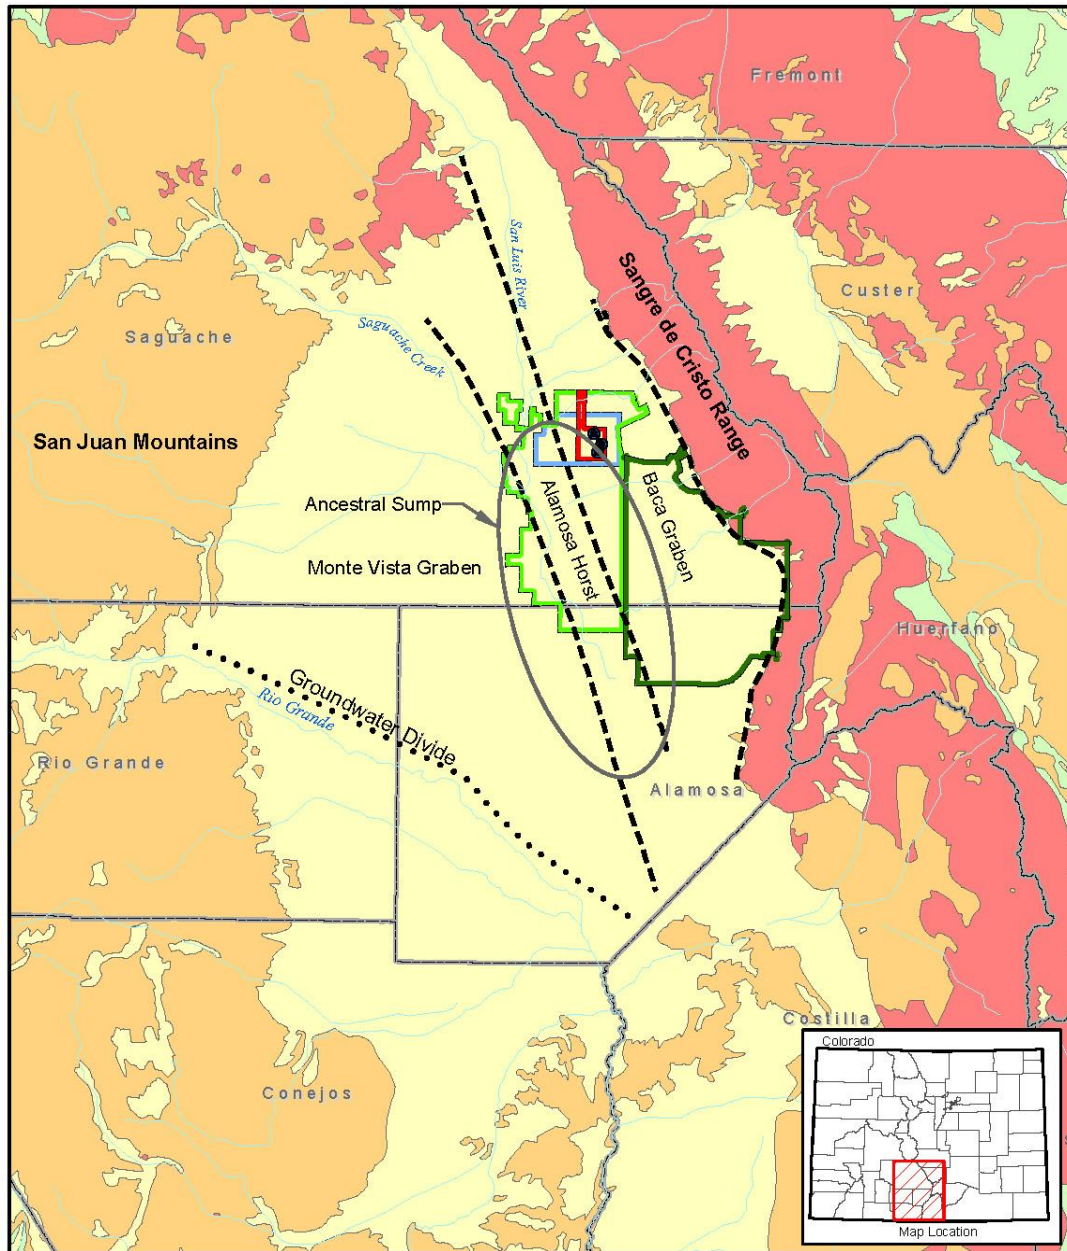 Fremont
San Luis River
Sangre de Cristo Range
Custer
Saguache
Saguache Creek
San Juan Mountains
Ancestral Sump
Alamosa Horst
Baca Graben
Monte Vista Graben
Huerfano
Groundwater Divide
Rio Grande
Rio Grande
Alamosa
Costilla
Colorado
Conejos
Map Location